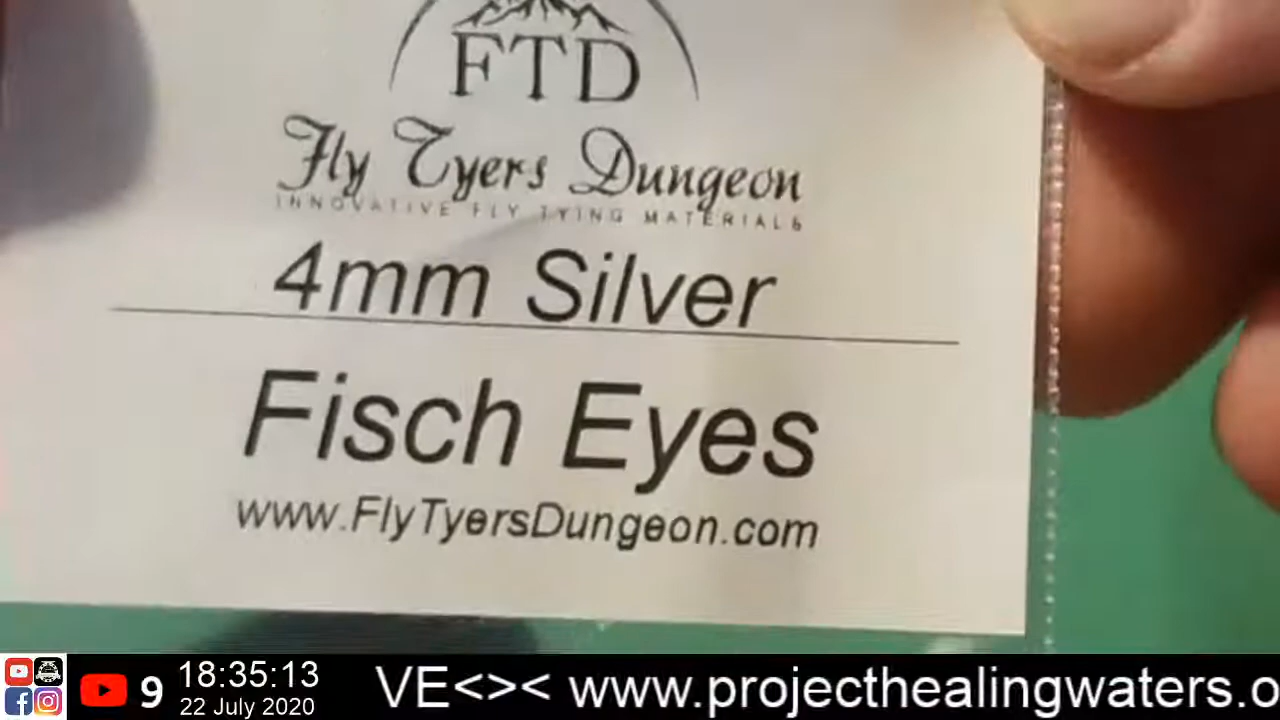 FTD
Fly Tyers Dungeon
INNOVATIVE FLY TYING MATERIALS
4mm Silver
Fisch Eyes
www.FlyTyersDungeon.com
9
18:35:13
22 July 2020
VE<>< www.projecthealingwaters.o